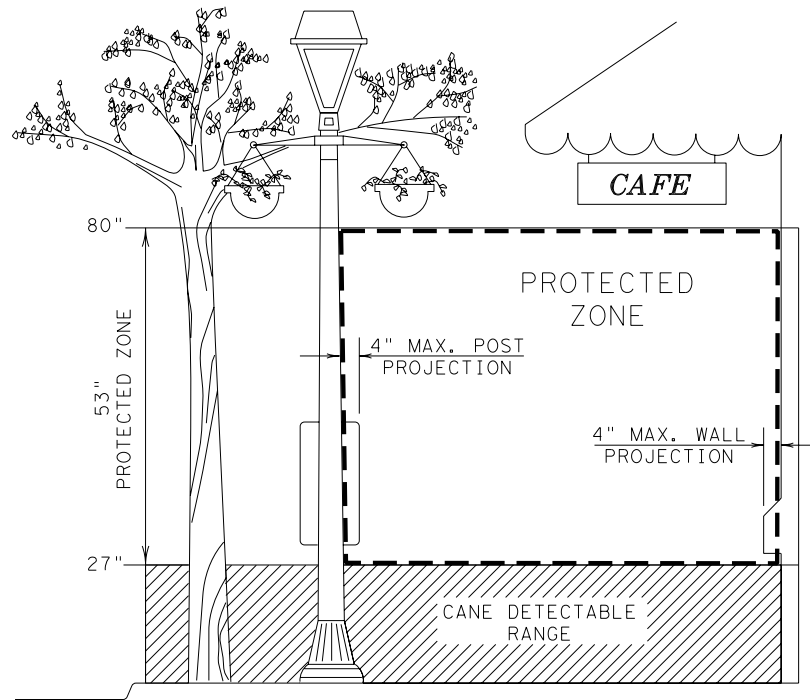 CAFE
80"
PROTECTED
ZONE
4" MAX. POST
PROJECTION
53"
PROTECTED ZONE
4" MAX. WALL
PROJECTION
27"
CANE DETECTABLE
RANGE